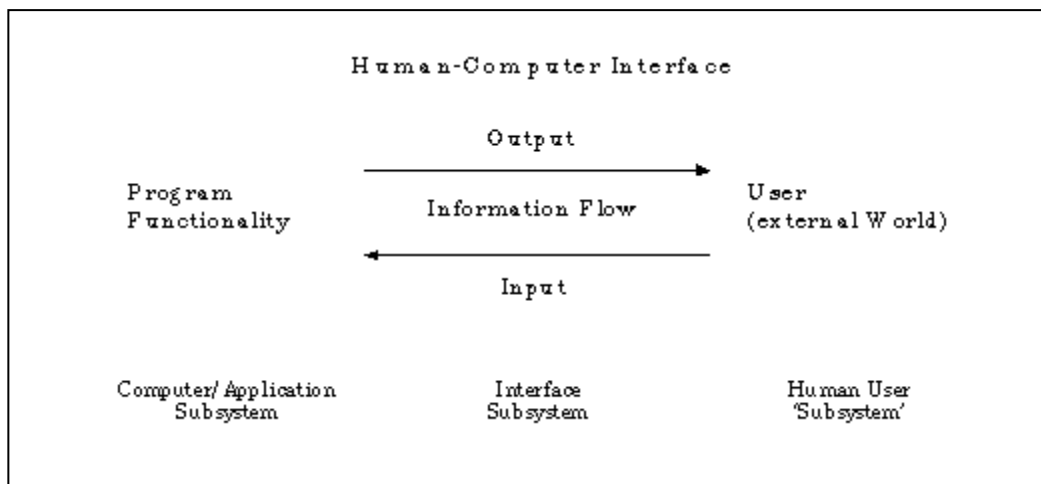 Human-Computer Interface
Output
Program
Functionality
Information Flow
User
(external World)
Input
Computer/Application
Subsystem
Interface
Subsystem
Human User
'Subsystem'